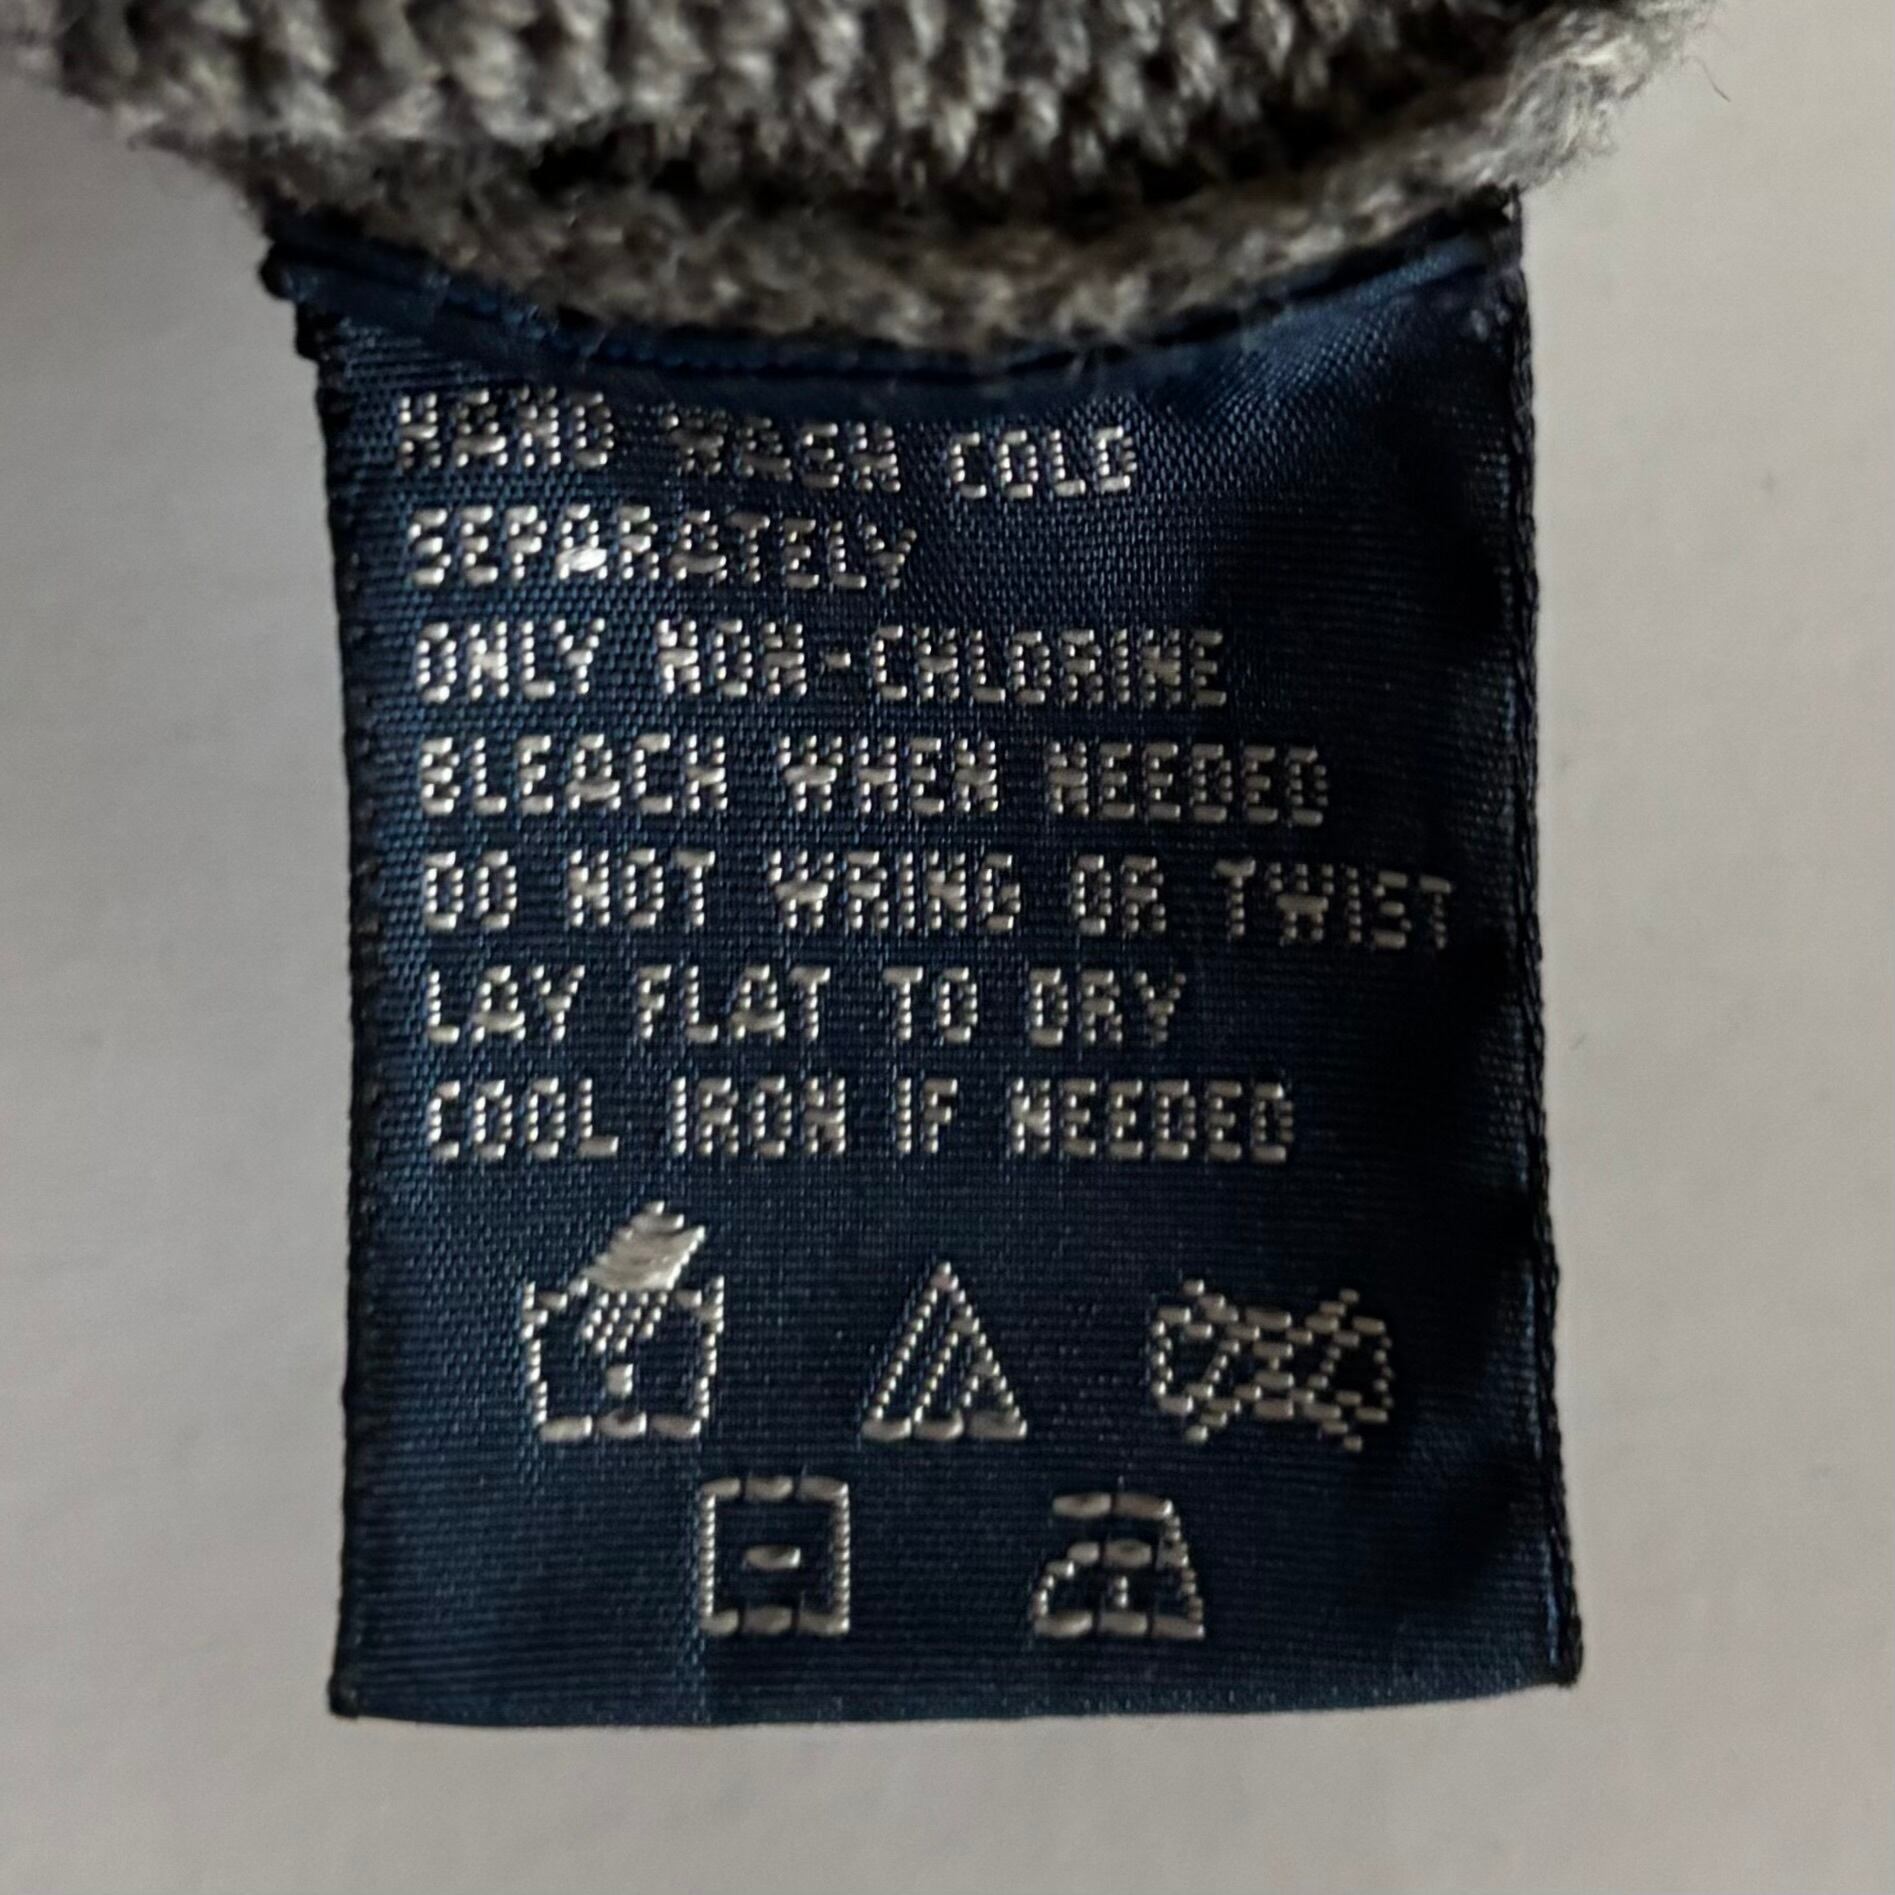 HAND WASH COLD
SEPARATELY
ONLY NON-CHLORINE
BLEACH WHEN NEEDED
DO NOT WRING OR TWIST
LAY FLAT TO DRY
COOL IRON IF NEEDED